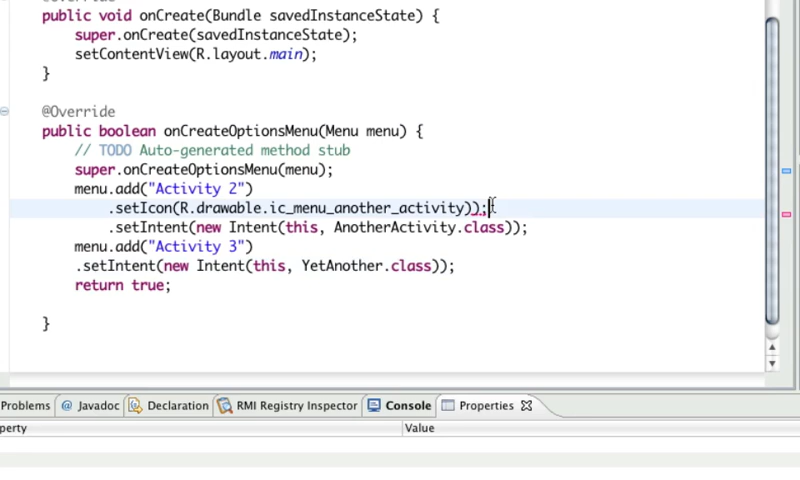 public void onCreate(Bundle savedInstanceState) {
super.onCreate(savedInstanceState);
setContentView(R.layout.main);
}
@Override
public boolean onCreateOptionsMenu(Menu menu) {
// TODO Auto-generated method stub
super.onCreateOptionsMenu(menu);
menu.add("Activity 2")
.setIcon(R.drawable.ic_menu_another_activity));
.setIntent(new Intent(this, AnotherActivity.class));
menu.add("Activity 3")
.setIntent(new Intent(this, YetAnother.class));
return true;
}
Problems @ Javadoc Declaration RMI Registry Inspector Console Properties
perty Value